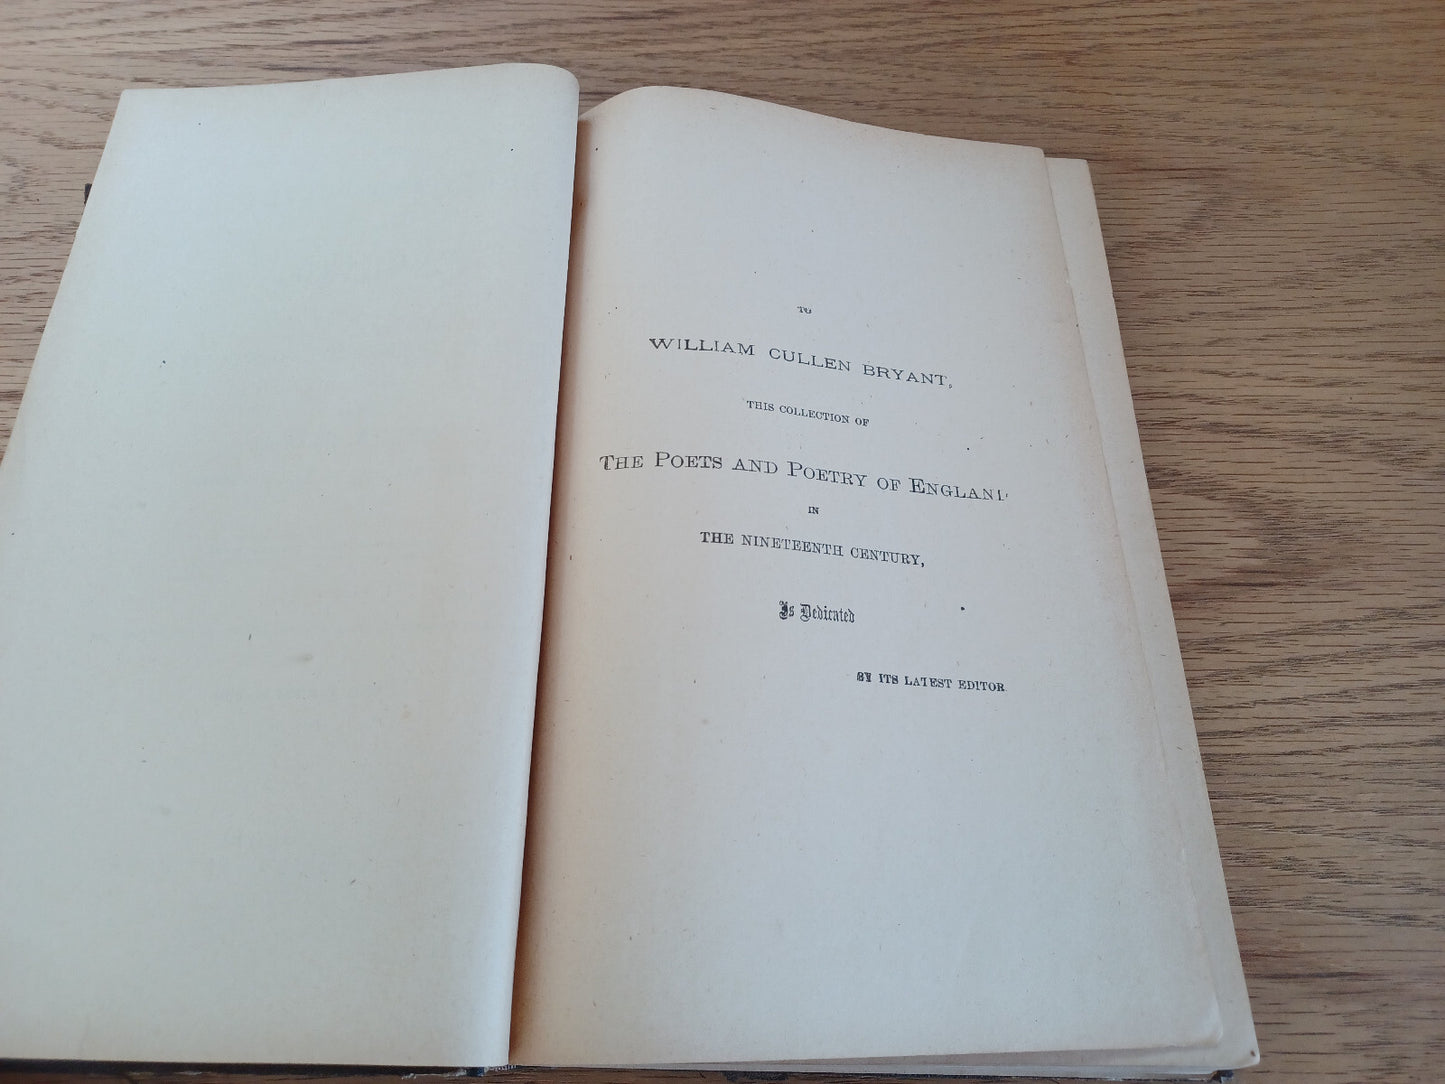 TO
WILLIAM CULLEN BRYANT,
THIS COLLECTION OF
THE POETS AND POETRY OF ENGLAND
IN
THE NINETEENTH CENTURY,
Is Dedicated
BY ITS LATEST EDITOR